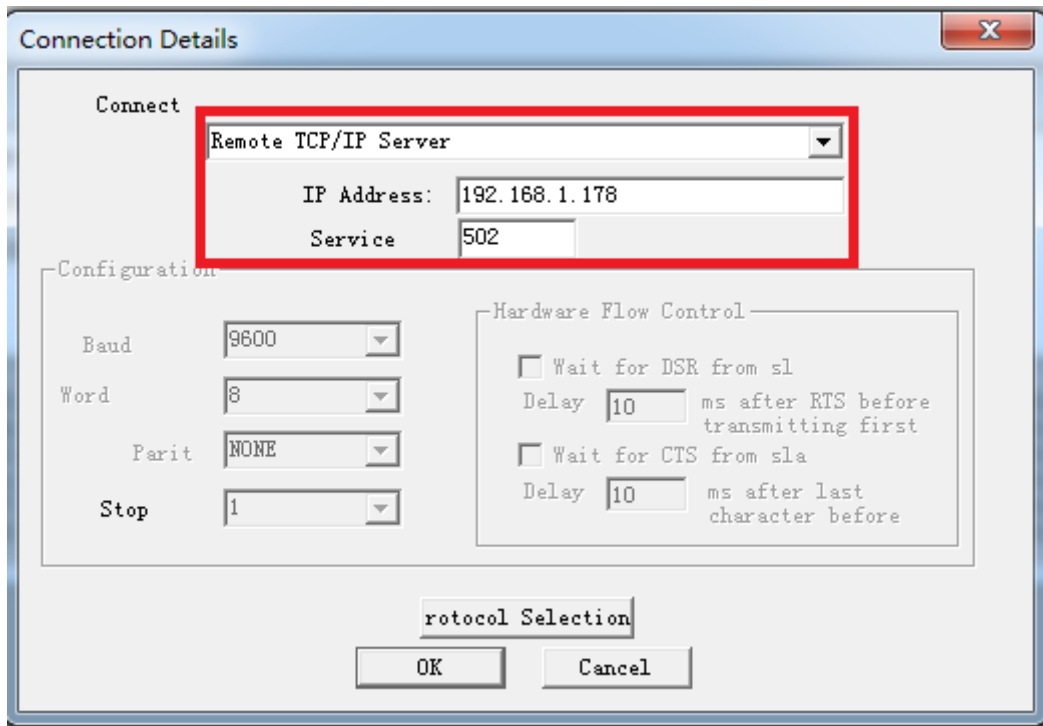 Connection Details
Connect
Remote TCP/IP Server
IP Address: 192.168.1.178
Service 502
Configuration
Baud 9600
Word 8
Parit NONE
Stop 1
Hardware Flow Control
Wait for DSR from sl
Delay 10 ms after RTS before
transmitting first
Wait for CTS from sla
Delay 10 ms after last
character before
rotocol Selection
OK Cancel